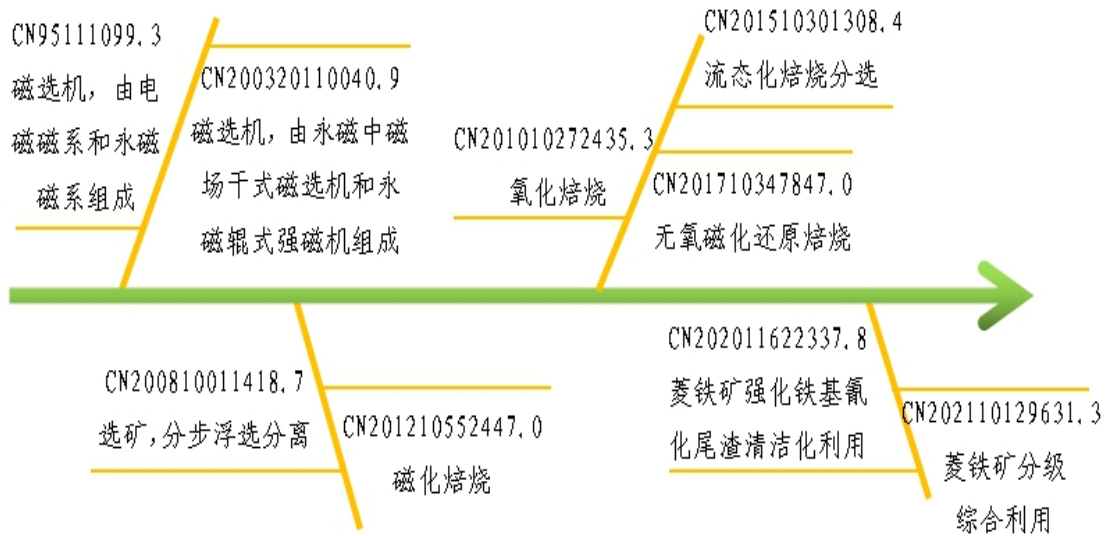 CN95111099.3
磁选机，由电
磁磁系和永磁
磁系组成
CN200320110040.9
磁选机，由永磁中磁
场干式磁选机和永
磁辊式强磁机组成
CN201010272435.3
氧化焙烧
CN201510301308.4
流态化焙烧分选
CN201710347847.0
无氧磁化还原焙烧
CN200810011418.7
选矿,分步浮选分离
CN201210552447.0
磁化焙烧
CN202011622337.8
菱铁矿强化铁基氰
化尾渣清洁化利用
CN202110129631.3
菱铁矿分级
综合利用